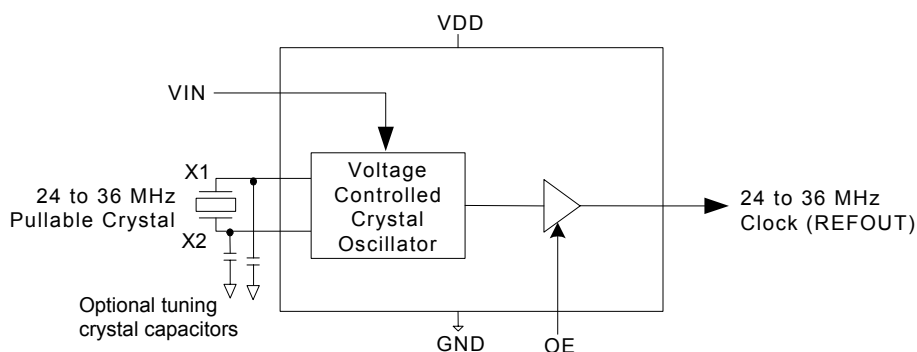 VDD
VIN
X1
24 to 36 MHz
Pullable Crystal
X2
Voltage
Controlled
Crystal
Oscillator
24 to 36 MHz
Clock (REFOUT)
Optional tuning
crystal capacitors
GND
OE